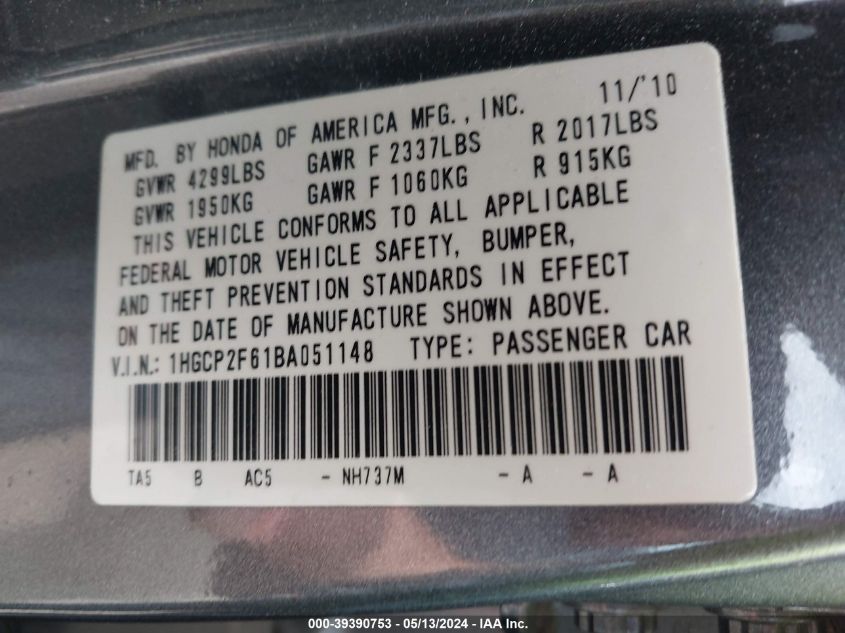 MFD. BY HONDA OF AMERICA MFG., INC. 11/'10
GVWR 4299LBS GAWR F 2337LBS R 2017LBS
GVWR 1950KG GAWR F 1060KG R 915KG
THIS VEHICLE CONFORMS TO ALL APPLICABLE
FEDERAL MOTOR VEHICLE SAFETY, BUMPER,
AND THEFT PREVENTION STANDARDS IN EFFECT
ON THE DATE OF MANUFACTURE SHOWN ABOVE.
V.I.N.: 1HGCP2F61BA051148 TYPE: PASSENGER CAR
TA5 B AC5 - NH737M - A - A
000-39390753 - 05/13/2024 - IAA Inc.